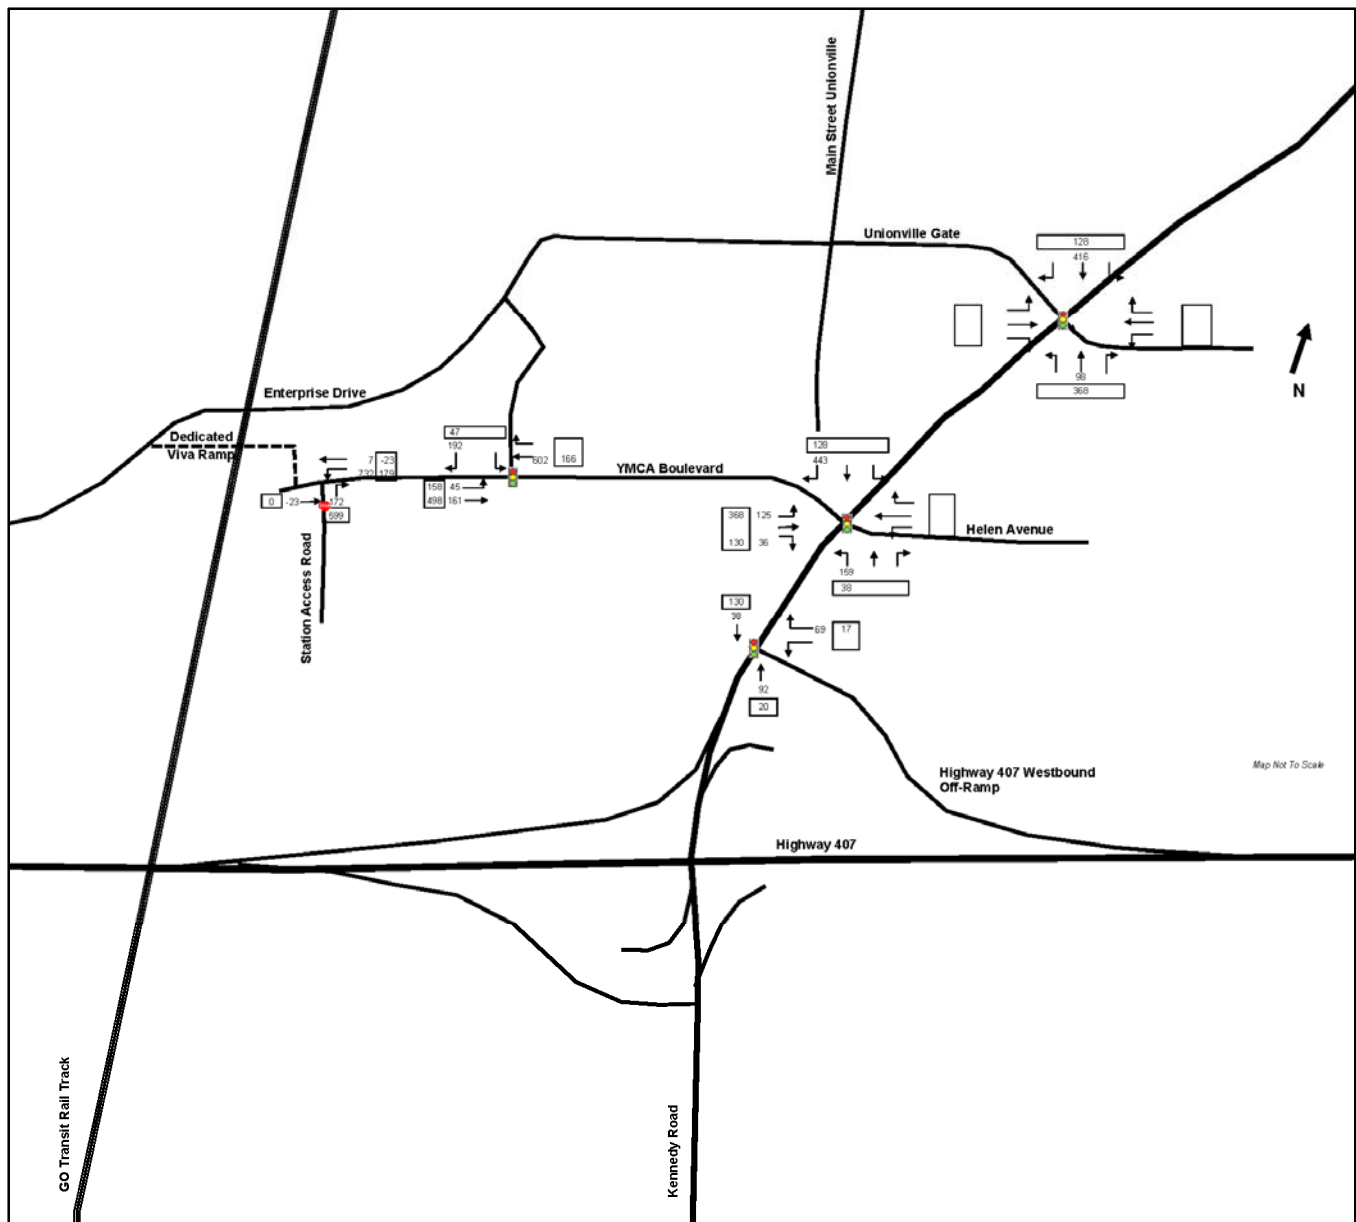 Main Street Unionville
Unionville Gate
128
416
98
368
N
Enterprise Drive
Dedicated
Viva Ramp
47
192
602 166
7 -23
732 179
YMCA Boulevard
128
443
158 45
498 161
0 -23 172
699
368 125
130 36
Helen Avenue
159
38
Station Access Road
130
38
69 17
92
20
Highway 407 Westbound
Off-Ramp
Map Not To Scale
Highway 407
GO Transit Rail Track
Kennedy Road